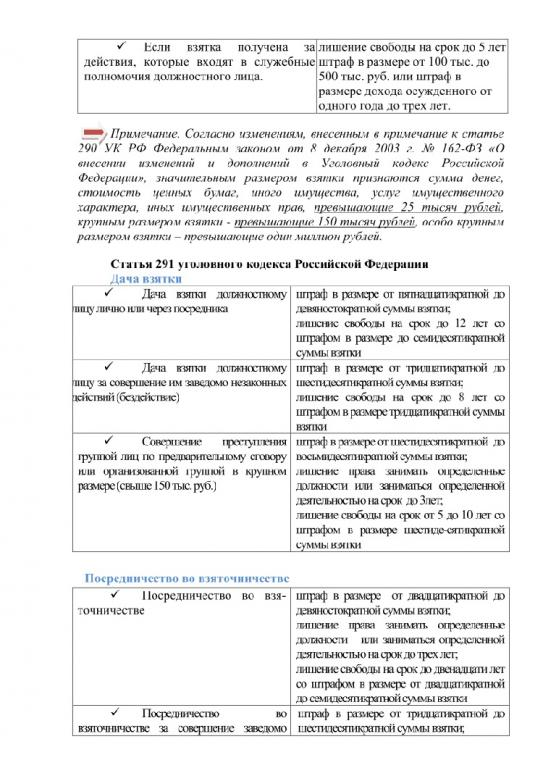 ✓ Если взятка получена за
действия, которые входят в служебные
полномочия должностного лица.
лишение свободы на срок до 5 лет
штраф в размере от 100 тыс. до
500 тыс. руб. или штраф в
размере дохода осужденного от
одного года до трех лет.
Примечание. Согласно изменениям, внесенным в примечание к статье
290 УК РФ Федеральным законом от 8 декабря 2003 г. № 162-ФЗ «О
внесении изменений и дополнений в Уголовный кодекс Российской
Федерации», значительным размером взятки признаются сумма денег,
стоимость ценных бумаг, иного имущества, услуг имущественного
характера, иных имущественных прав, превышающие 25 тысяч рублей,
крупным размером взятки - превышающие 150 тысяч рублей, особо крупным
размером взятки – превышающие один миллион рублей.
Статья 291 уголовного кодекса Российской Федерации
Дача взятки
✓ Дача взятки должностному
лицу лично или через посредника
штраф в размере от пятнадцатикратной до
девяностократной суммы взятки;
лишение свободы на срок до 12 лет со
штрафом в размере до семидесятикратной
суммы взятки
✓ Дача взятки должностному
лицу за совершение им заведомо незаконных
действий (бездействие)
штраф в размере от тридцатикратной до
шестидесятикратной суммы взятки;
лишение свободы на срок до 8 лет со
штрафом в размере тридцатикратной суммы
взятки
✓ Совершение преступления
группой лиц по предварительному сговору
или организованной группой в крупном
размере (свыше 150 тыс. руб.)
штраф в размере от шестидесятикратной до
восьмидесятикратной суммы взятки;
лишение права занимать определенные
должности или заниматься определенной
деятельностью на срок до 3лет;
лишение свободы на срок от 5 до 10 лет со
штрафом в размере шестиде-сятикратной
суммы взятки
Посредничество во взяточничестве
✓ Посредничество во взя-
точничестве
штраф в размере от двадцатикратной до
девяностократной суммы взятки;
лишение права занимать определенные
должности или заниматься определенной
деятельностью на срок до трех лет;
лишение свободы на срок до двенадцати лет
со штрафом в размере от двадцатикратной
до семидесятикратной суммы взятки
✓ Посредничество во
взяточничестве за совершение заведомо
штраф в размере от тридцатикратной до
шестидесятикратной суммы взятки;